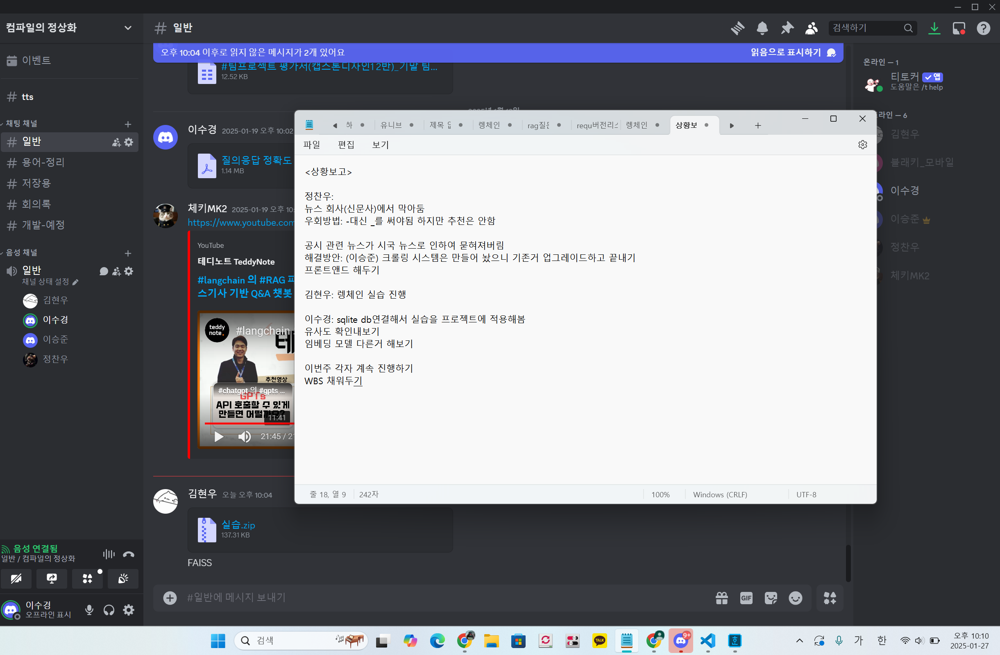 컴파일의 정상화
이벤트
tts
채팅 채널
일반
용어-정리
저장용
회의록
개발-예정
음성 채널
일반
채널 상태 설정
김현우
이수경
이승준
정찬우
음성 연결됨
일반 / 컴파일의 정상화
이수경
오프라인 표시
일반
검색하기
오후 10:04 이후로 읽지 않은 메시지가 2개 있어요
읽음으로 표시하기
#팀프로젝트 평가서(캡스톤디자인12반)_기말 팀...
12.52 KB
이수경 2025-01-19 오후 10:02
질의응답 정확도
1.14 MB
체키MK2 2025-01-19 오후 10:
https://www.youtube.com
YouTube
테디노트 TeddyNote
#langchain 의 #RAG
스기사 기반 Q&A 챗봇
teddy
note.
#langchain
추천영상
#chatgpt 의 #gpts ...
GPTs
API 호출할 수 있게
만들면 어떨까요?
11:41
21:45 / 21
김현우 오늘 오후 10:04
실습.zip
137.31 KB
FAISS
#일반에 메시지 보내기
GIF
하
유니브
제목
렝체인
rag질문
requ버전리스
렝체인
상황보
파일 편집 보기
<상황보고>
정찬우:
뉴스 회사(신문사)에서 막아둠
우회방법: -대신 _를 써야됨 하지만 추천은 안함
공시 관련 뉴스가 시국 뉴스로 인하여 묻혀져버림
해결방안: (이승준) 크롤링 시스템은 만들어 놨으니 기존거 업그레이드하고 끝내기
프론트앤드 해두기
김현우: 렝체인 실습 진행
이수경: sqlite db연결해서 실습을 프로젝트에 적용해봄
유사도 확인내보기
임베딩 모델 다른거 해보기
이번주 각자 계속 진행하기
WBS 채워두기
줄 18, 열 9 242자
100%
Windows (CRLF)
UTF-8
온라인 — 1
티토커 앱
도움말은 /t help
라인 — 6
김현우
블래키_모바일
이수경
이승준
정찬우
체키MK2
검색
TALK
9+
호
가
한
오후 10:10
2025-01-27